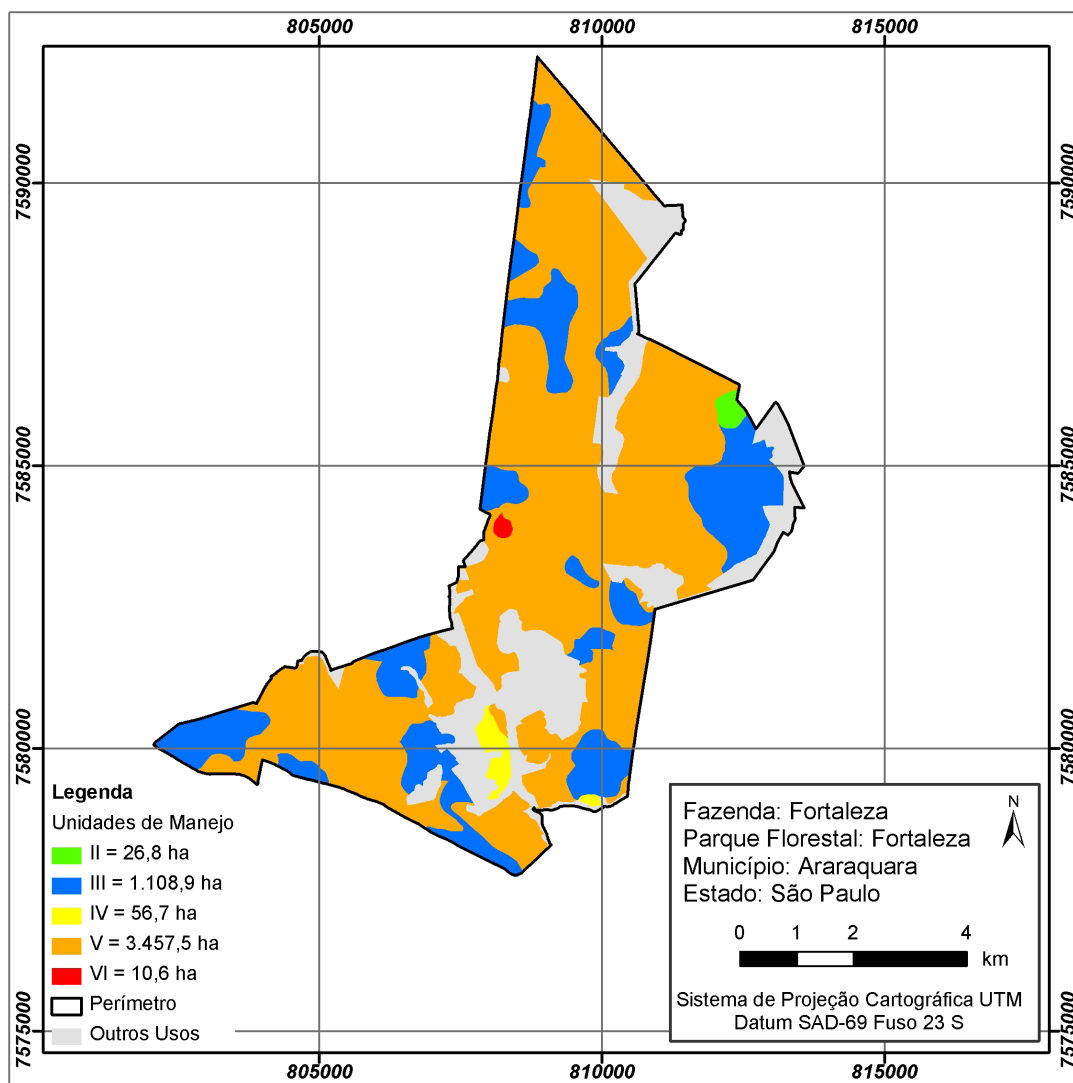 805000
810000
815000
7590000
7590000
7585000
7585000
7580000
7580000
7575000
7575000
Legenda
Unidades de Manejo
II = 26,8 ha
III = 1.108,9 ha
IV = 56,7 ha
V = 3.457,5 ha
VI = 10,6 ha
Perímetro
Outros Usos
Fazenda: Fortaleza
Parque Florestal: Fortaleza
Município: Araraquara
Estado: São Paulo
N
0 1 2 4
km
Sistema de Projeção Cartográfica UTM
Datum SAD-69 Fuso 23 S
805000
810000
815000